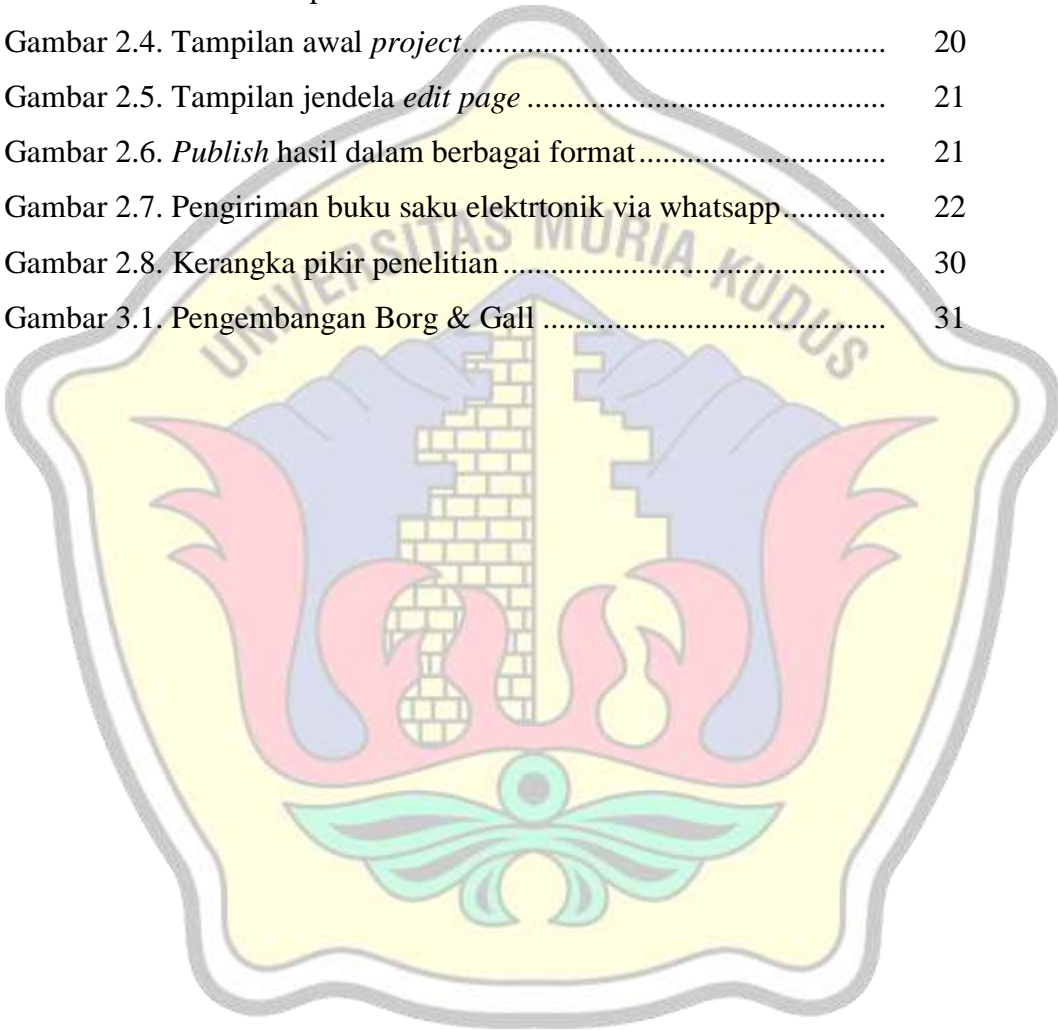 Gambar 2.4. Tampilan awal project................................................ 20
Gambar 2.5. Tampilan jendela edit page ......................................... 21
Gambar 2.6. Publish hasil dalam berbagai format............................ 21
Gambar 2.7. Pengiriman buku saku elektrtonik via whatsapp............ 22
Gambar 2.8. Kerangka pikir penelitian............................................ 30
Gambar 3.1. Pengembangan Borg & Gall ....................................... 31
UNIVERSITAS MURIA KUDUS